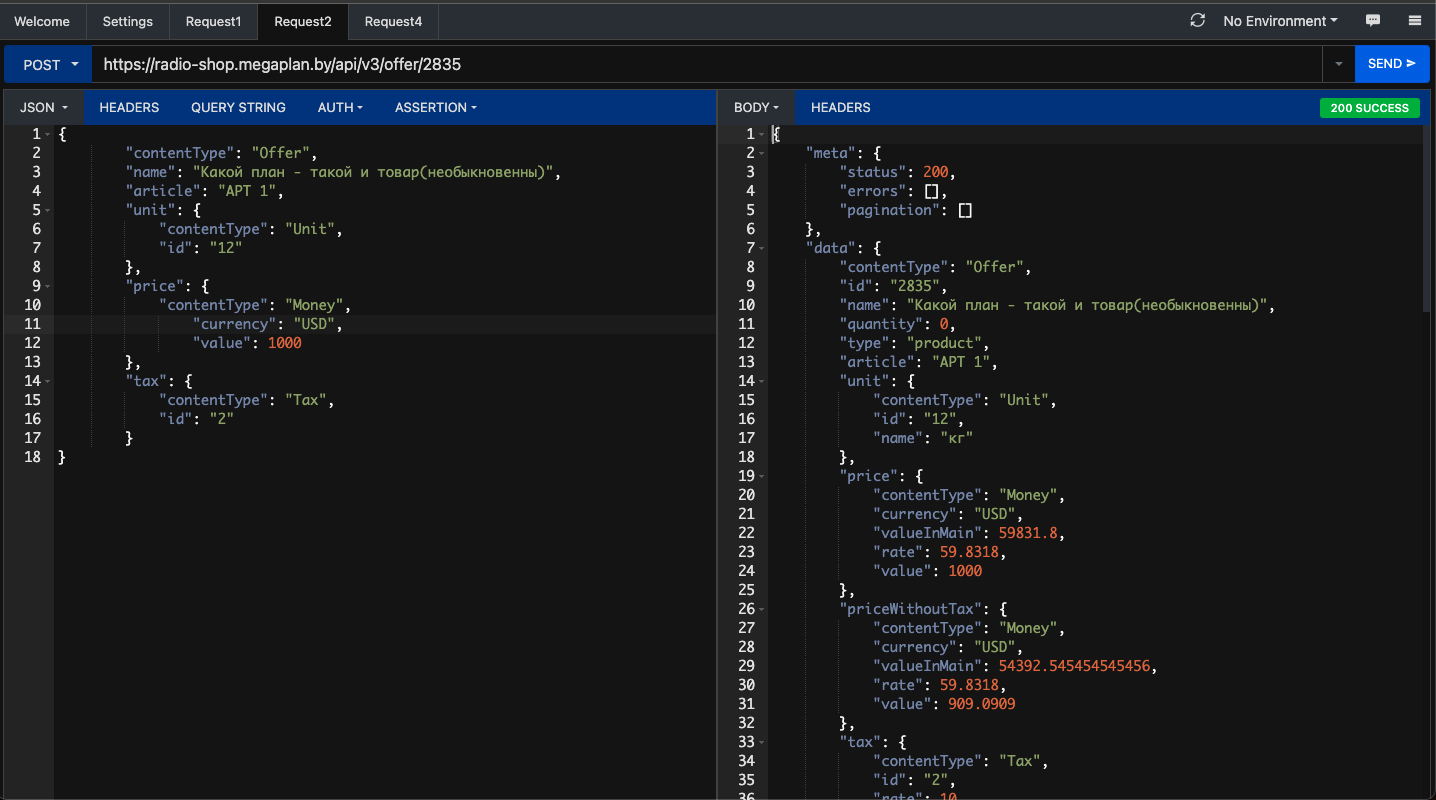 Welcome Settings Request1 Request2 Request4 No Environment
POST https://radio-shop.megaplan.by/api/v3/offer/2835 SEND
JSON HEADERS QUERY STRING AUTH ASSERTION
1 {
2 "contentType": "Offer",
3 "name": "Какой план - такой и товар(необыкновенны)",
4 "article": "АРТ 1",
5 "unit": {
6 "contentType": "Unit",
7 "id": "12"
8 },
9 "price": {
10 "contentType": "Money",
11 "currency": "USD",
12 "value": 1000
13 },
14 "tax": {
15 "contentType": "Tax",
16 "id": "2"
17 }
18 }
BODY HEADERS 200 SUCCESS
1 {
2 "meta": {
3 "status": 200,
4 "errors": [],
5 "pagination": []
6 },
7 "data": {
8 "contentType": "Offer",
9 "id": "2835",
10 "name": "Какой план - такой и товар(необыкновенны)",
11 "quantity": 0,
12 "type": "product",
13 "article": "АРТ 1",
14 "unit": {
15 "contentType": "Unit",
16 "id": "12",
17 "name": "кг"
18 },
19 "price": {
20 "contentType": "Money",
21 "currency": "USD",
22 "valueInMain": 59831.8,
23 "rate": 59.8318,
24 "value": 1000
25 },
26 "priceWithoutTax": {
27 "contentType": "Money",
28 "currency": "USD",
29 "valueInMain": 54392.545454545456,
30 "rate": 59.8318,
31 "value": 909.0909
32 },
33 "tax": {
34 "contentType": "Tax",
35 "id": "2",
36 "rate": 10